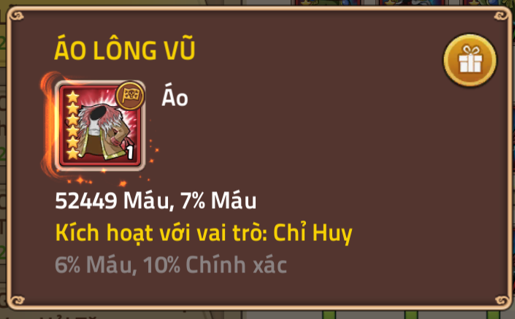 ÁO LÔNG VŨ
Áo
1
52449 Máu, 7% Máu
Kích hoạt với vai trò: Chỉ Huy
6% Máu, 10% Chính xác